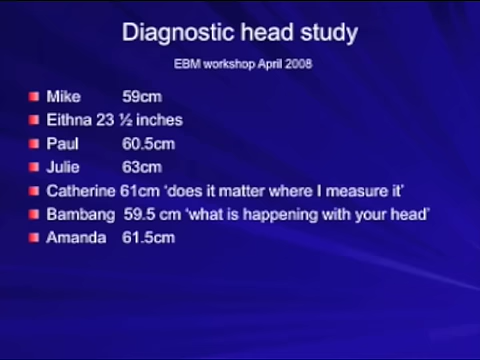 Diagnostic head study
EBM workshop April 2008
Mike 59cm
Eithna 23 ½ inches
Paul 60.5cm
Julie 63cm
Catherine 61cm ‘does it matter where I measure it’
Bambang 59.5 cm ‘what is happening with your head’
Amanda 61.5cm